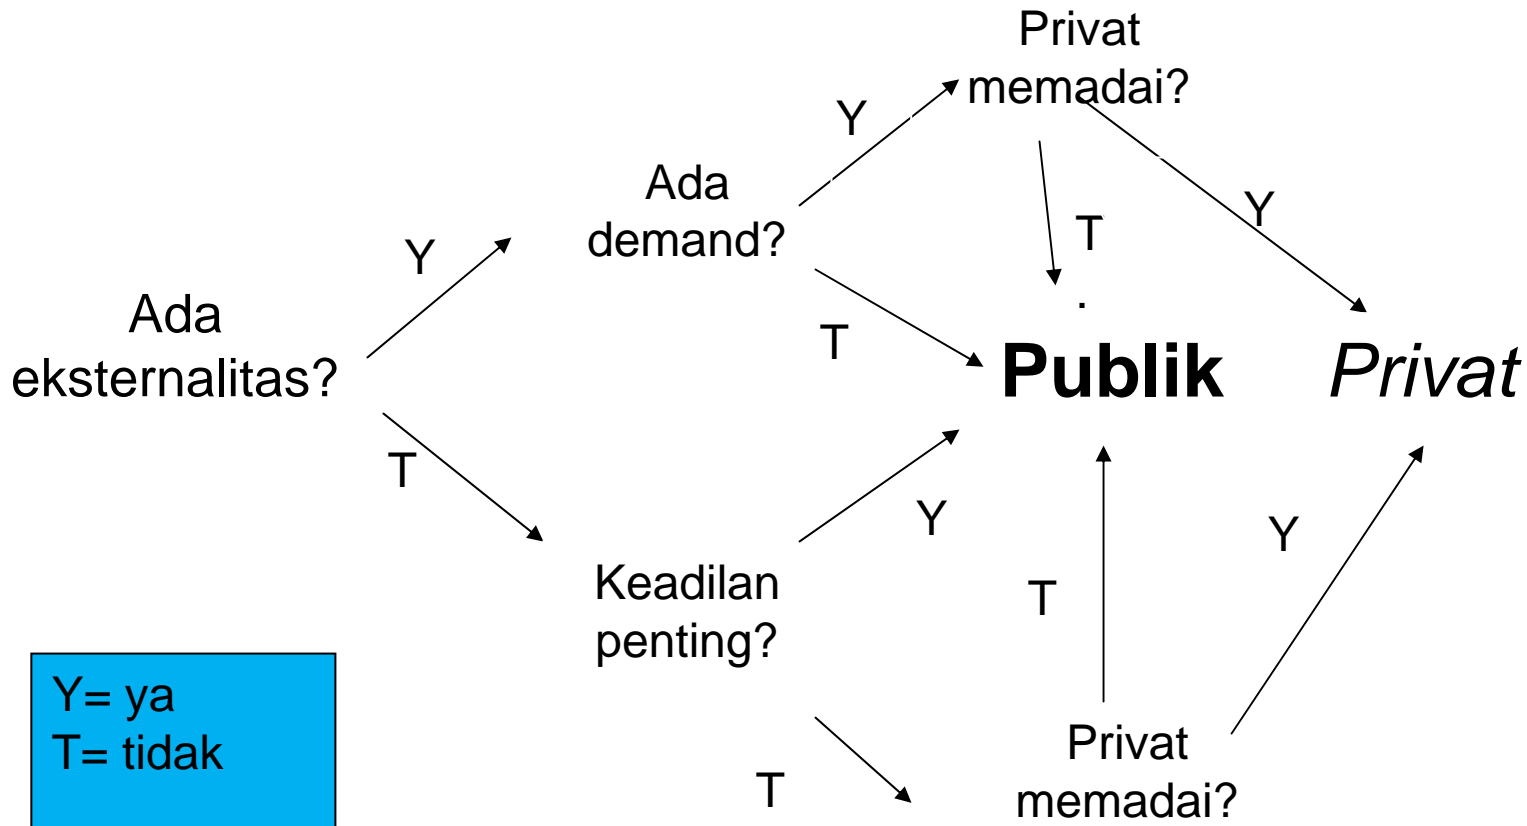 Privat
memadai?
Y
Ada
demand?
Y
T
Y
T
.
Ada
eksternalitas?
Publik
Privat
T
Y
Y
Keadilan
penting?
T
Y= ya
T= tidak
T
Privat
memadai?